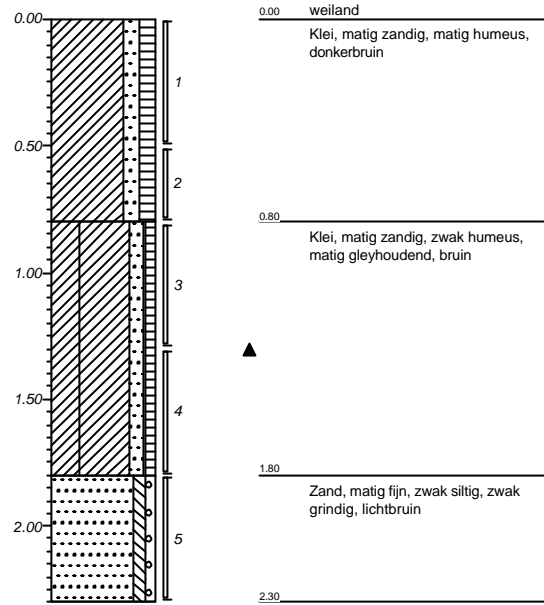 0.00
1
0.50
2
1.00
3
1.50
4
2.00
5
0.00 weiland
Klei, matig zandig, matig humeus,
donkerbruin
0.80
Klei, matig zandig, zwak humeus,
matig gleyhoudend, bruin
1.80
Zand, matig fijn, zwak siltig, zwak
grindig, lichtbruin
2.30